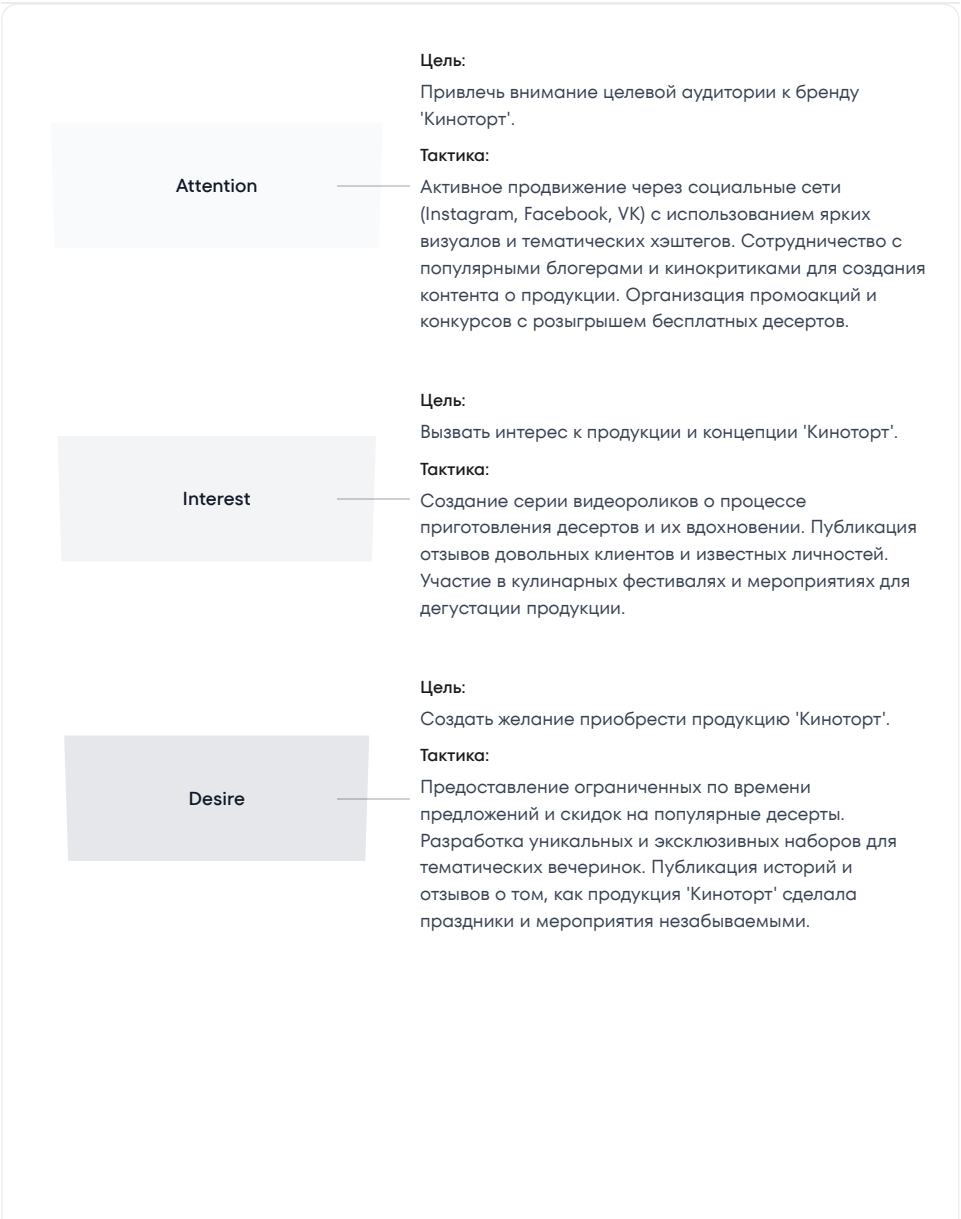 Цель:
Привлечь внимание целевой аудитории к бренду
'Киноторт'.
Тактика:
Attention
Активное продвижение через социальные сети
(Instagram, Facebook, VK) с использованием ярких
визуалов и тематических хэштегов. Сотрудничество с
популярными блогерами и кинокритиками для создания
контента о продукции. Организация промоакций и
конкурсов с розыгрышем бесплатных десертов.
Цель:
Вызвать интерес к продукции и концепции 'Киноторт'.
Тактика:
Interest
Создание серии видеороликов о процессе
приготовления десертов и их вдохновении. Публикация
отзывов довольных клиентов и известных личностей.
Участие в кулинарных фестивалях и мероприятиях для
дегустации продукции.
Цель:
Создать желание приобрести продукцию 'Киноторт'.
Тактика:
Desire
Предоставление ограниченных по времени
предложений и скидок на популярные десерты.
Разработка уникальных и эксклюзивных наборов для
тематических вечеринок. Публикация историй и
отзывов о том, как продукция 'Киноторт' сделала
праздники и мероприятия незабываемыми.